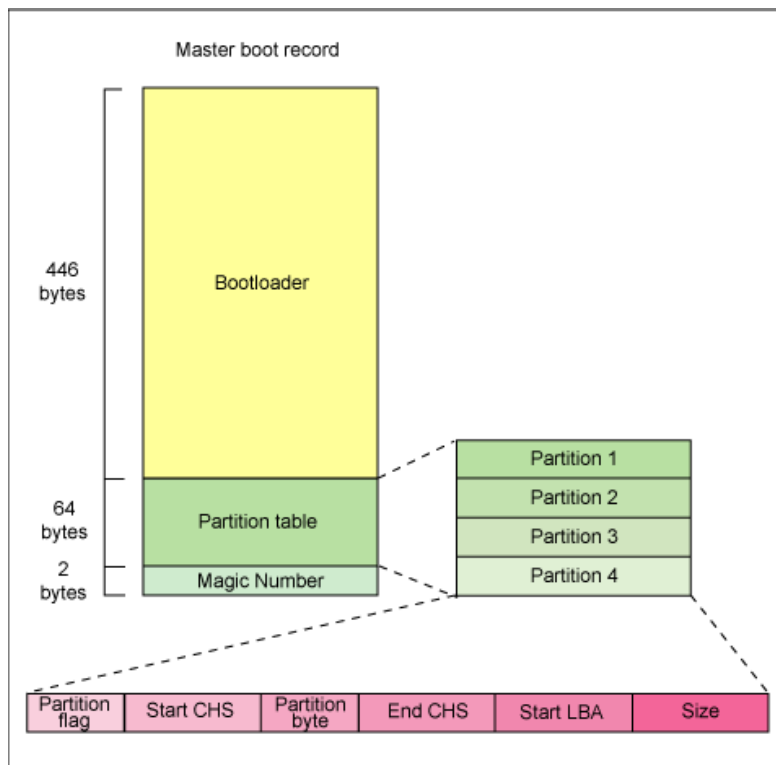 Master boot record
446
bytes
Bootloader
Partition 1
64
bytes
Partition table
Partition 2
Partition 3
2
bytes
Magic Number
Partition 4
Partition
flag
Start CHS
Partition
byte
End CHS
Start LBA
Size